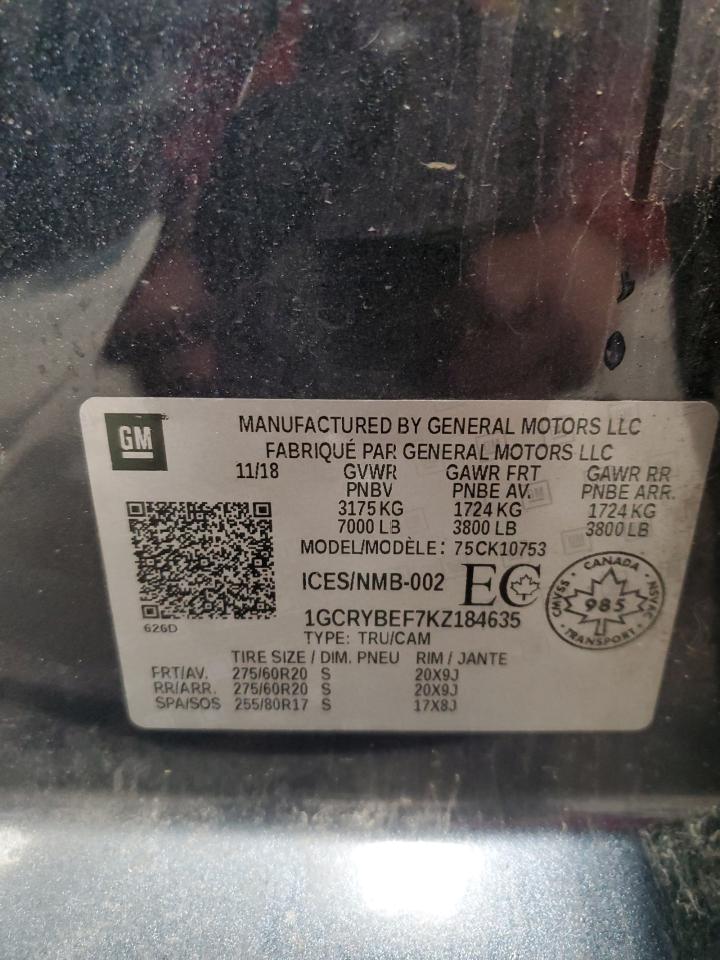 GM
MANUFACTURED BY GENERAL MOTORS LLC
FABRIQUÉ PAR GENERAL MOTORS LLC
11/18 GVWR GAWR FRT GAWR RR
PNBV PNBE AV. PNBE ARR.
3175 KG 1724 KG 1724 KG
7000 LB 3800 LB 3800 LB
MODEL/MODÈLE: 75CK10753
ICES/NMB-002 EC
CANADA
CMVSS 985 NSVAC
TRANSPORT
1GCRYBEF7KZ184635
626D
TYPE: TRU/CAM
TIRE SIZE / DIM. PNEU RIM / JANTE
FRT/AV. 275/60R20 S 20X9J
RR/ARR. 275/60R20 S 20X9J
SPA/SOS 255/80R17 S 17X8J